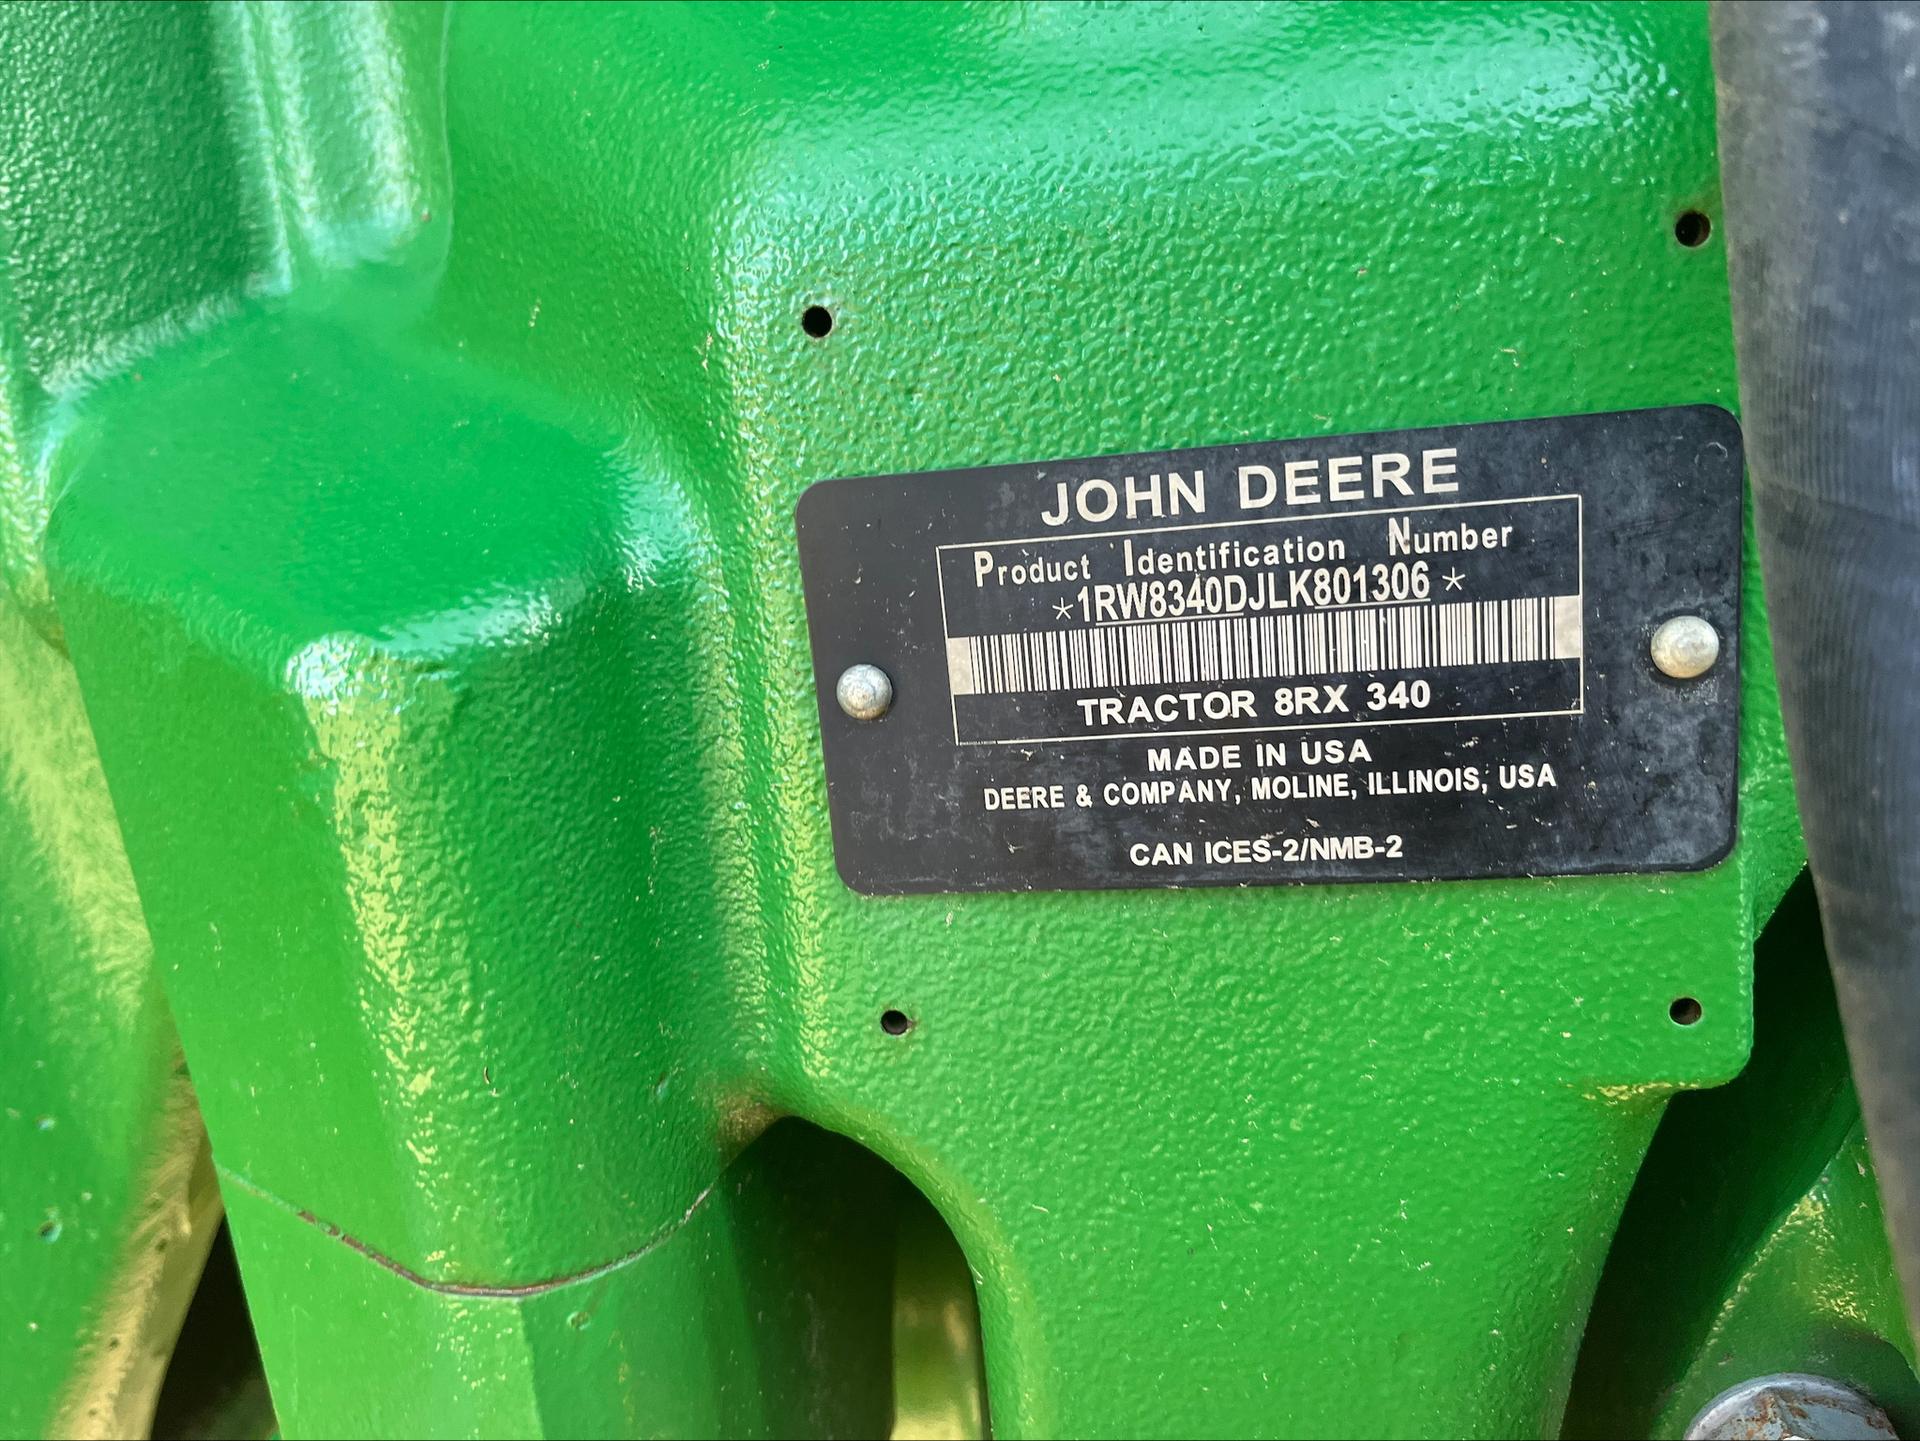 JOHN DEERE
Product Identification Number
*1RW8340DJLK801306*
TRACTOR 8RX 340
MADE IN USA
DEERE & COMPANY, MOLINE, ILLINOIS, USA
CAN ICES-2/NMB-2